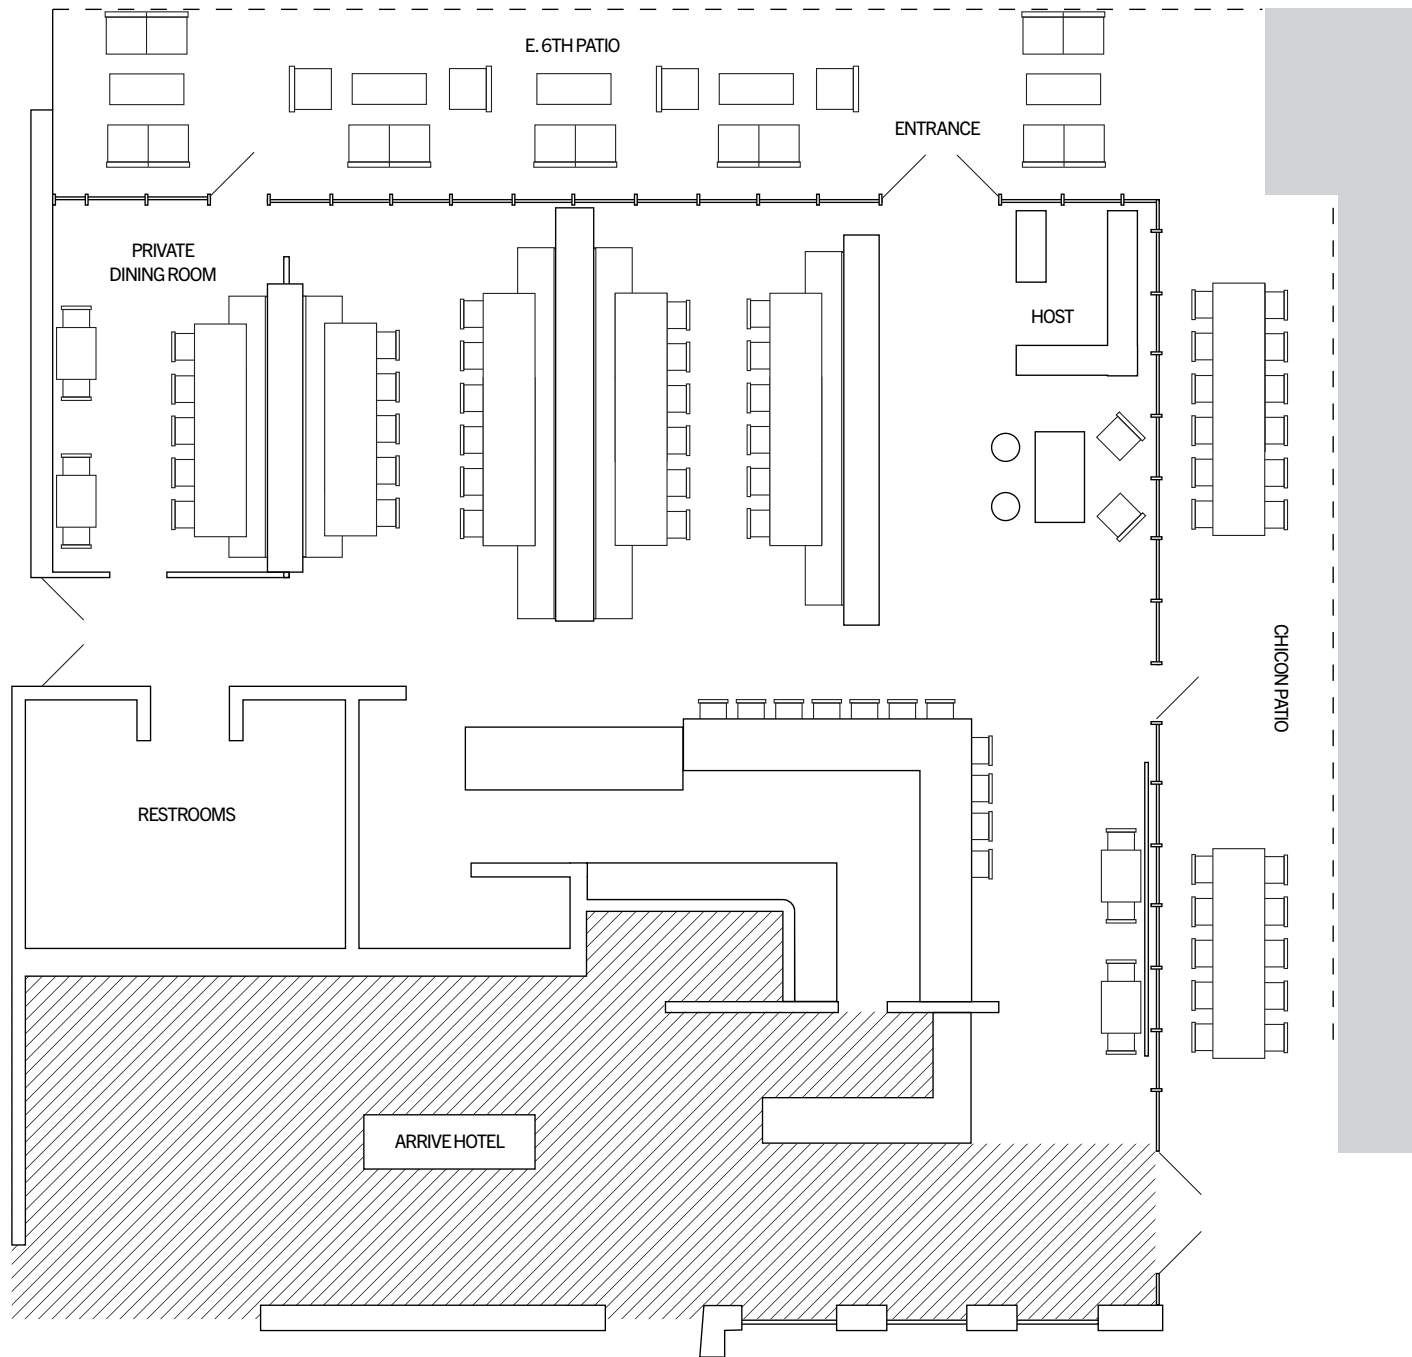 E. 6TH PATIO
ENTRANCE
PRIVATE
DINING ROOM
HOST
CHICON PATIO
RESTROOMS
ARRIVE HOTEL